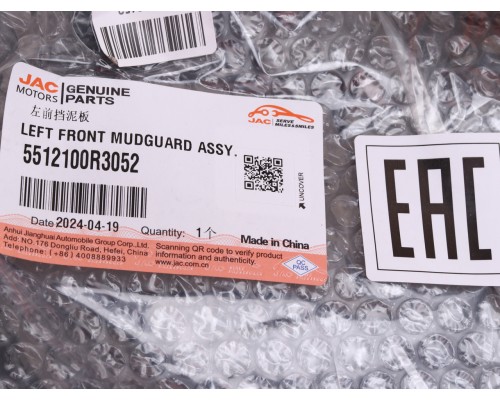 JAC MOTORS GENUINE PARTS
左前挡泥板
JAC SERVE MILES&SMILES
LEFT FRONT MUDGUARD ASSY.
5512100R3052
UNCOVER
Date 2024-04-19 Quantity: 1个 Made in China
Anhui Jianghuai Automobile Group Corp.,Ltd.
Add: NO.176 Dongliu Road, Hefei, China
Telephone: (+86) 4008889933
Scanning QR code to verify product
information and authenticity.
www.jac.com.cn
QC PASS
EAC